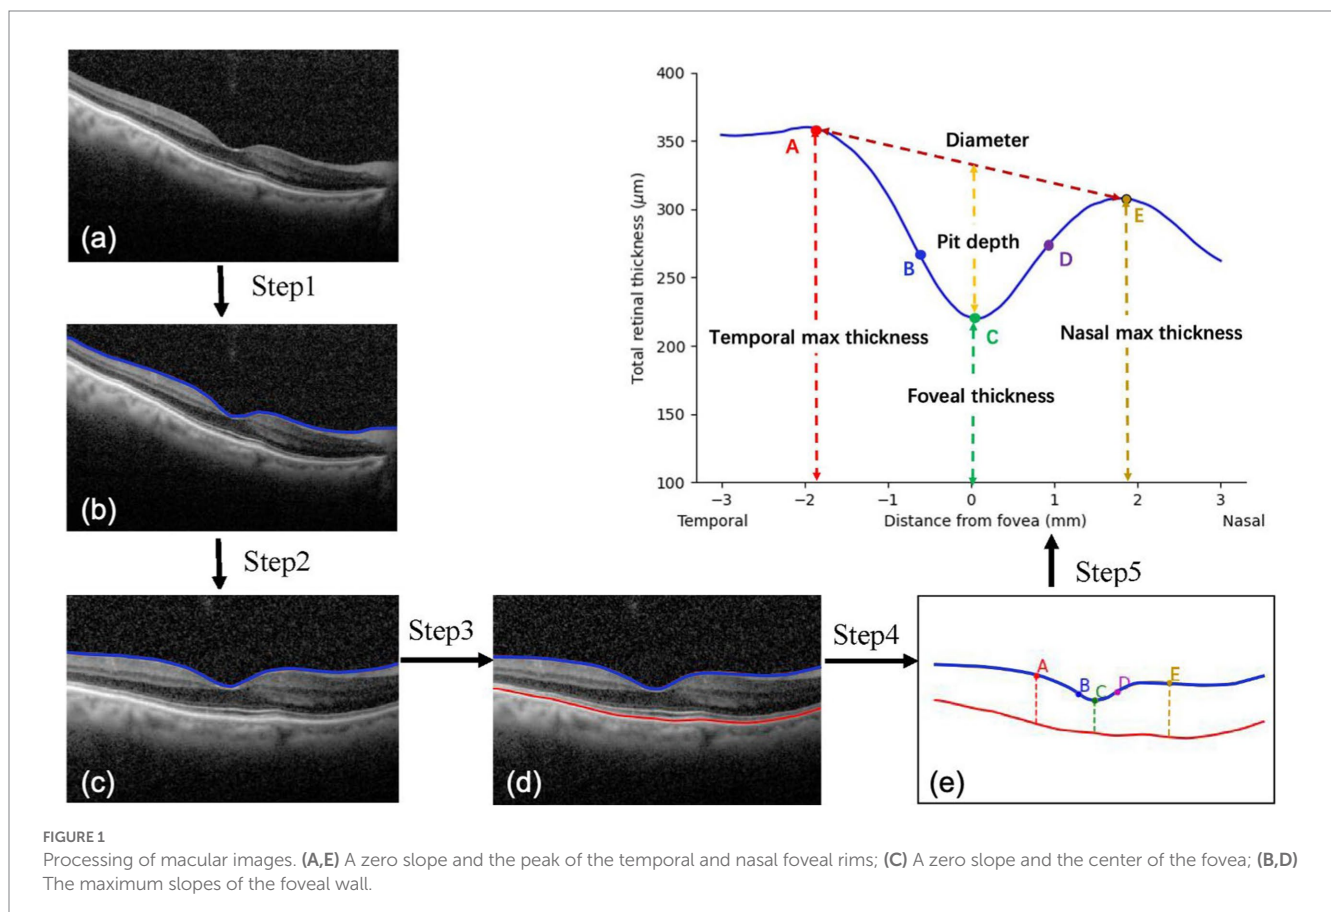 (a)
Step1
(b)
Step2
(c)
Step3
(d)
Step4
A
B
C
D
E
(e)
Step5
400
350
300
250
200
150
100
Total retinal thickness (μm)
A
Diameter
E
Pit depth
B
D
Temporal max thickness
C
Nasal max thickness
Foveal thickness
−3
−2
−1
0
1
2
3
Temporal
Distance from fovea (mm)
Nasal
FIGURE 1
Processing of macular images. (A,E) A zero slope and the peak of the temporal and nasal foveal rims; (C) A zero slope and the center of the fovea; (B,D)
The maximum slopes of the foveal wall.